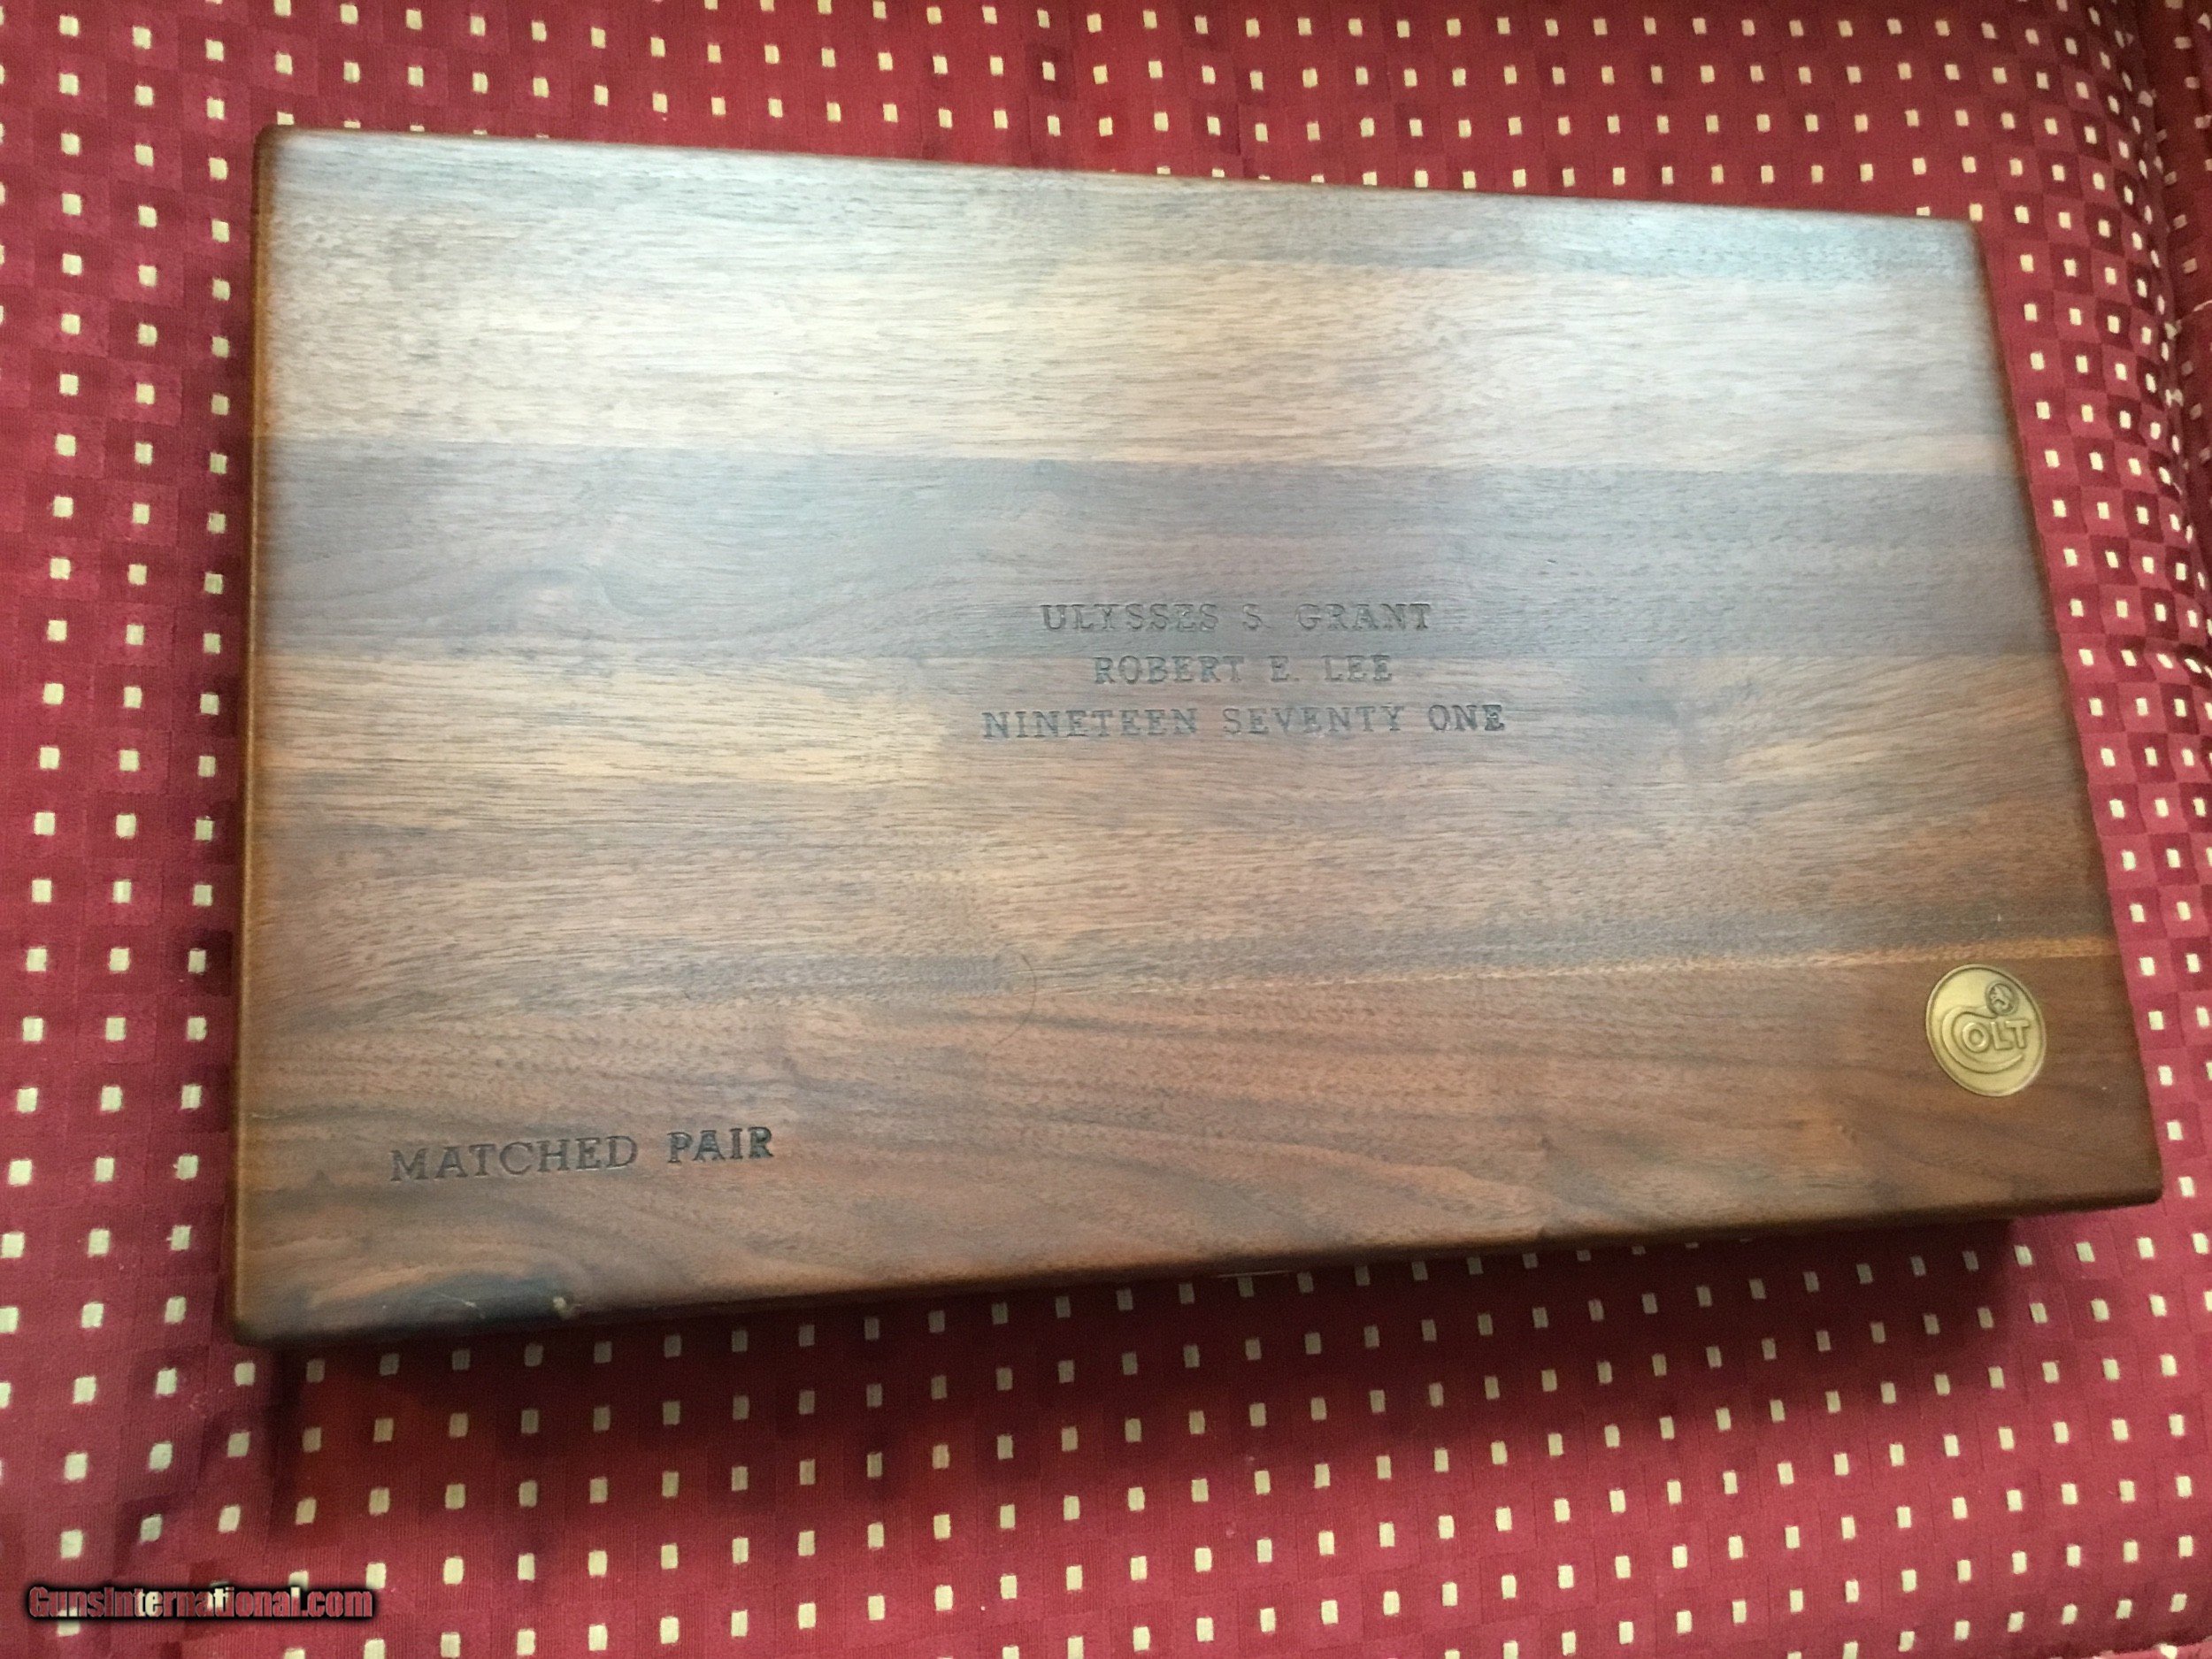 ULYSSES S. GRANT
ROBERT E. LEE
NINETEEN SEVENTY ONE
COLT
MATCHED PAIR
GunsInternational.com